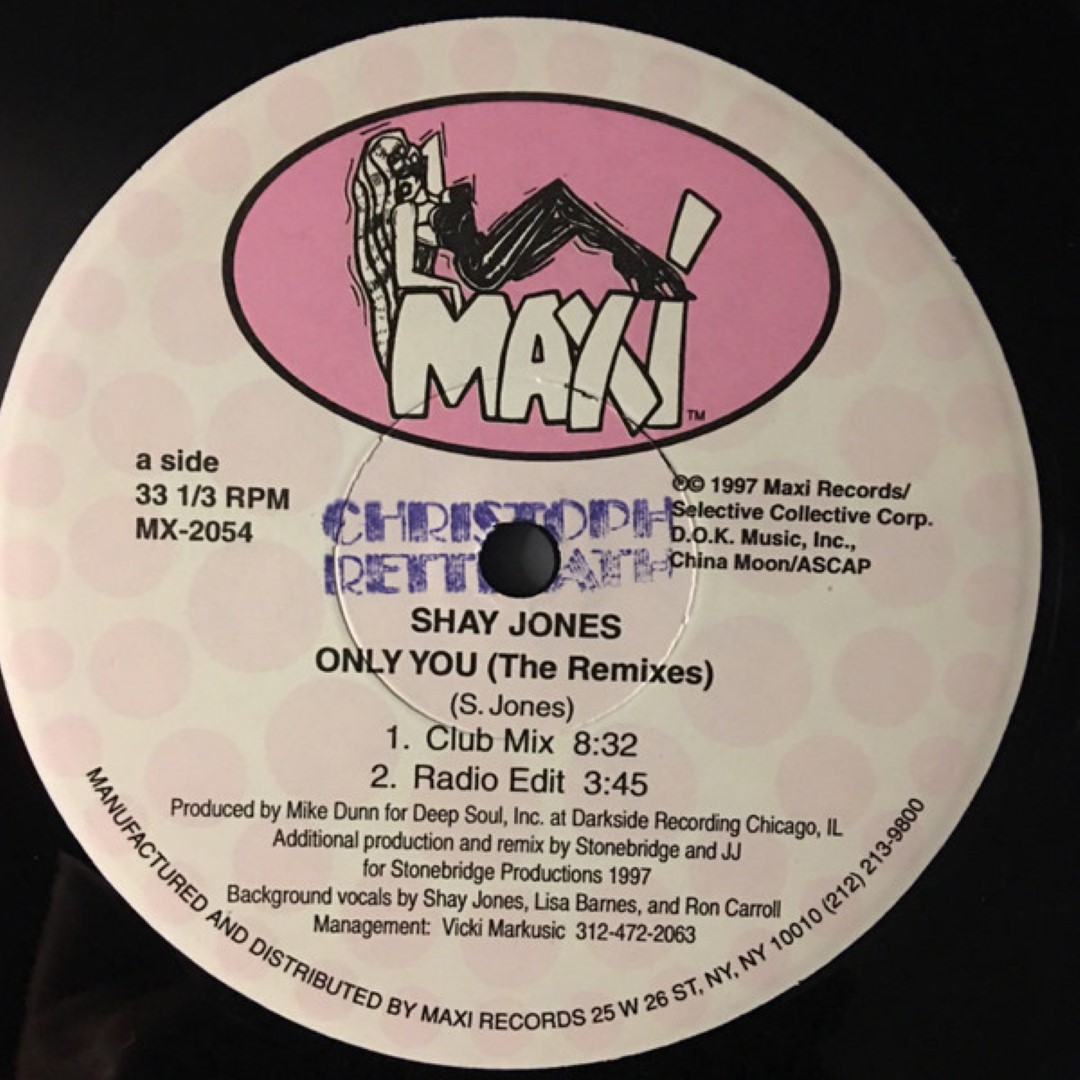 MAXI
TM
a side
33 1/3 RPM
MX-2054
℗© 1997 Maxi Records/
Selective Collective Corp.
D.O.K. Music, Inc.,
China Moon/ASCAP
CHRISTOPH
SHAY JONES
ONLY YOU (The Remixes)
(S. Jones)
1. Club Mix 8:32
2. Radio Edit 3:45
Produced by Mike Dunn for Deep Soul, Inc. at Darkside Recording Chicago, IL
Additional production and remix by Stonebridge and JJ
for Stonebridge Productions 1997
Background vocals by Shay Jones, Lisa Barnes, and Ron Carroll
Management: Vicki Markusic 312-472-2063
MANUFACTURED AND DISTRIBUTED BY MAXI RECORDS 25 W 26 ST, NY, NY 10010 (212) 213-9800